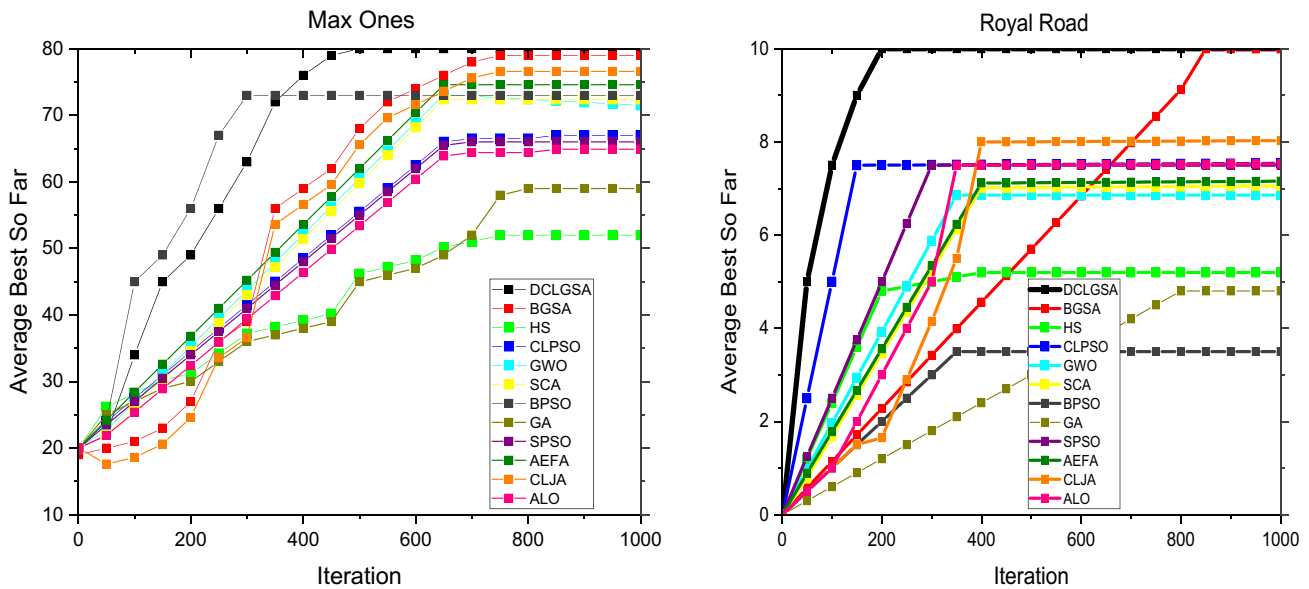 Max Ones
80
70
60
50
40
30
20
10
Average Best So Far
0
200
400
600
800
1000
Iteration
DCLGSA
BGSA
HS
CLPSO
GWO
SCA
BPSO
GA
SPSO
AEFA
CLJA
ALO
Royal Road
10
8
6
4
2
0
Average Best So Far
0
200
400
600
800
1000
Iteration
DCLGSA
BGSA
HS
CLPSO
GWO
SCA
BPSO
GA
SPSO
AEFA
CLJA
ALO